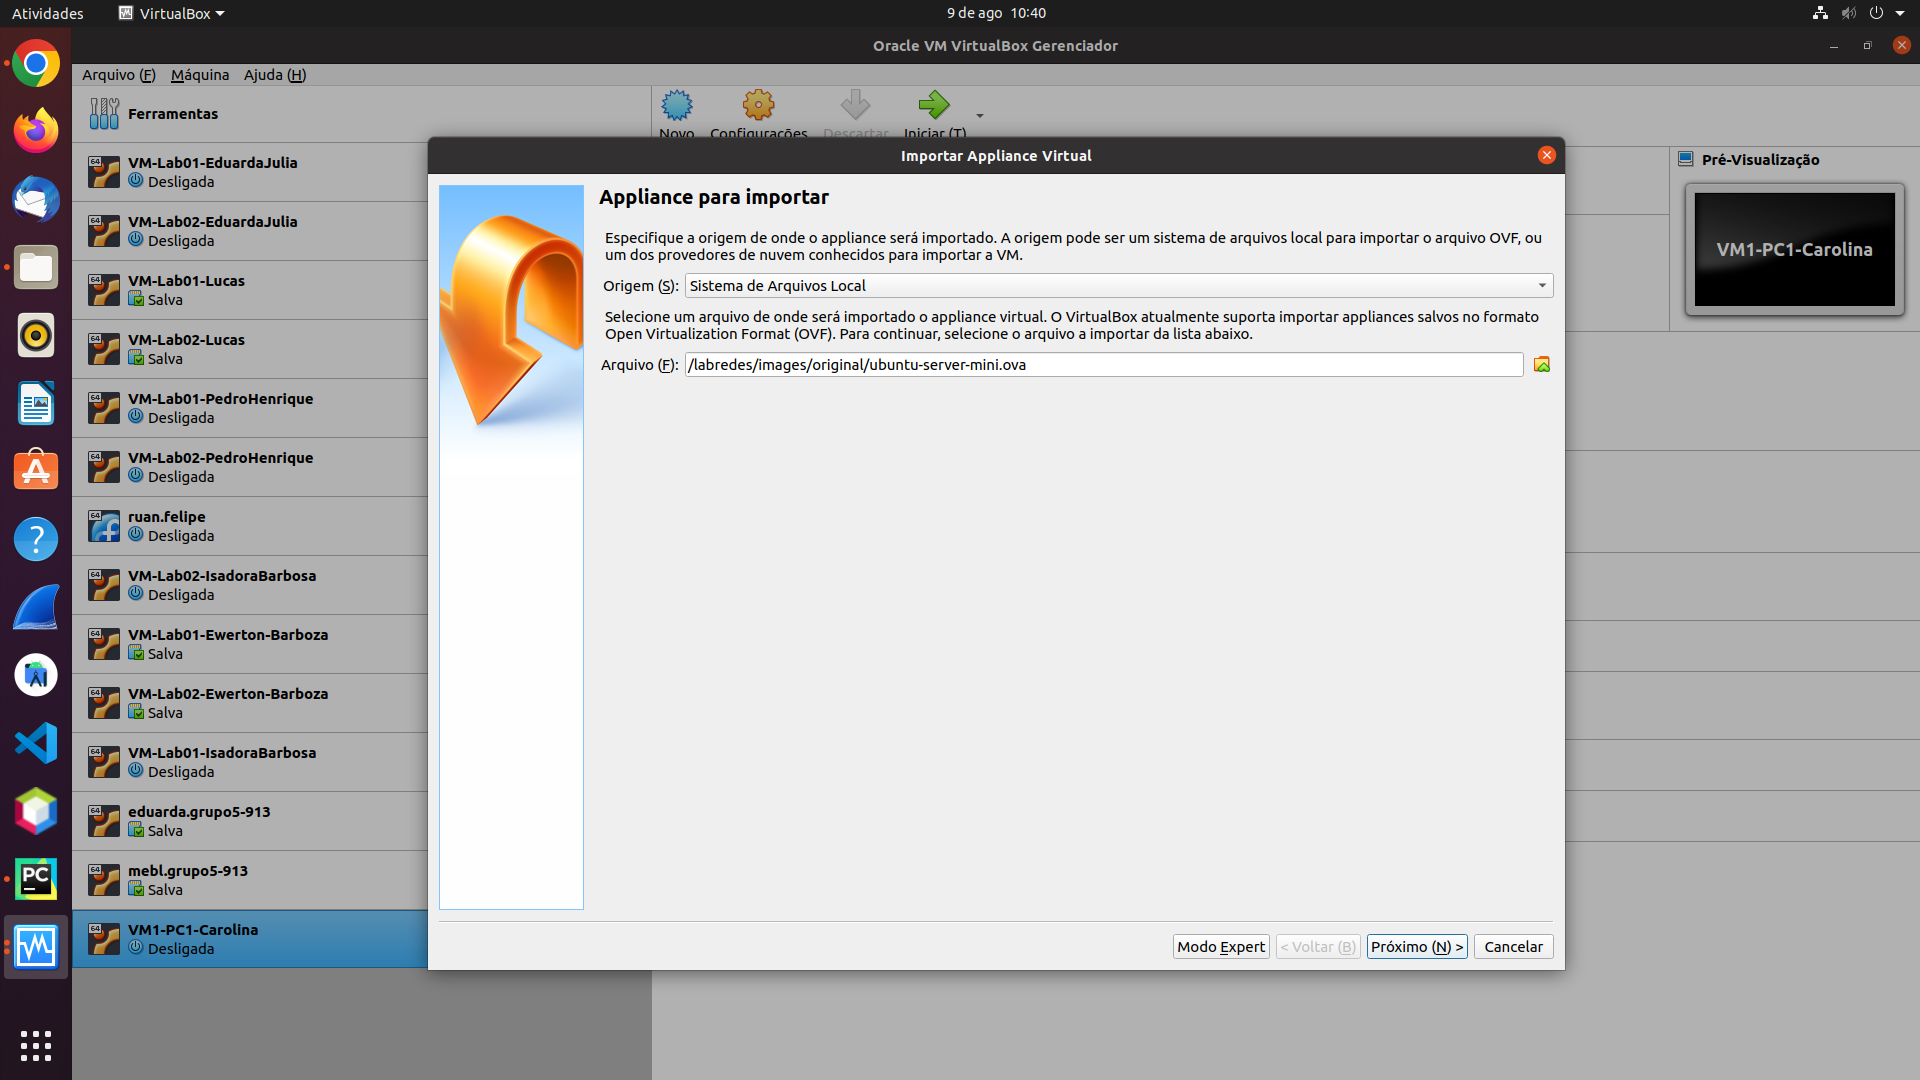 Atividades
VirtualBox
9 de ago 10:40
Oracle VM VirtualBox Gerenciador
Arquivo (F) Máquina Ajuda (H)
Ferramentas
Novo Configurações Descartar Iniciar (T)
VM-Lab01-EduardaJulia
Desligada
VM-Lab02-EduardaJulia
Desligada
VM-Lab01-Lucas
Salva
VM-Lab02-Lucas
Salva
VM-Lab01-PedroHenrique
Desligada
VM-Lab02-PedroHenrique
Desligada
ruan.felipe
Desligada
VM-Lab02-IsadoraBarbosa
Desligada
VM-Lab01-Ewerton-Barboza
Salva
VM-Lab02-Ewerton-Barboza
Salva
VM-Lab01-IsadoraBarbosa
Desligada
eduarda.grupo5-913
Salva
mebl.grupo5-913
Salva
VM1-PC1-Carolina
Desligada
Importar Appliance Virtual
Appliance para importar
Especifique a origem de onde o appliance será importado. A origem pode ser um sistema de arquivos local para importar o arquivo OVF, ou
um dos provedores de nuvem conhecidos para importar a VM.
Origem (S): Sistema de Arquivos Local
Selecione um arquivo de onde será importado o appliance virtual. O VirtualBox atualmente suporta importar appliances salvos no formato
Open Virtualization Format (OVF). Para continuar, selecione o arquivo a importar da lista abaixo.
Arquivo (F): /labredes/images/original/ubuntu-server-mini.ova
Modo Expert < Voltar (B) Próximo (N) > Cancelar
Pré-Visualização
VM1-PC1-Carolina